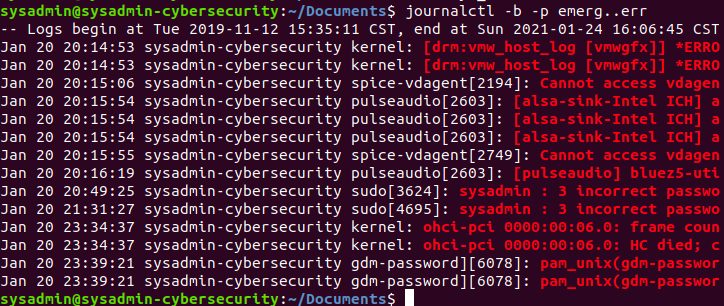 sysadmin@sysadmin-cybersecurity:~/Documents$ journalctl -b -p emerg..err
-- Logs begin at Tue 2019-11-12 15:35:11 CST, end at Sun 2021-01-24 16:06:45 CST
Jan 20 20:14:53 sysadmin-cybersecurity kernel: [drm:vmw_host_log [vmwgfx]] *ERRO
Jan 20 20:14:53 sysadmin-cybersecurity kernel: [drm:vmw_host_log [vmwgfx]] *ERRO
Jan 20 20:15:06 sysadmin-cybersecurity spice-vdagent[2194]: Cannot access vdagen
Jan 20 20:15:54 sysadmin-cybersecurity pulseaudio[2603]: [alsa-sink-Intel ICH] a
Jan 20 20:15:54 sysadmin-cybersecurity pulseaudio[2603]: [alsa-sink-Intel ICH] a
Jan 20 20:15:54 sysadmin-cybersecurity pulseaudio[2603]: [alsa-sink-Intel ICH] a
Jan 20 20:15:55 sysadmin-cybersecurity spice-vdagent[2749]: Cannot access vdagen
Jan 20 20:16:19 sysadmin-cybersecurity pulseaudio[2603]: [pulseaudio] bluez5-uti
Jan 20 20:49:25 sysadmin-cybersecurity sudo[3624]: sysadmin : 3 incorrect passwo
Jan 20 21:31:27 sysadmin-cybersecurity sudo[4695]: sysadmin : 3 incorrect passwo
Jan 20 23:34:37 sysadmin-cybersecurity kernel: ohci-pci 0000:00:06.0: frame coun
Jan 20 23:34:37 sysadmin-cybersecurity kernel: ohci-pci 0000:00:06.0: HC died; c
Jan 20 23:39:21 sysadmin-cybersecurity gdm-password][6078]: pam_unix(gdm-passwor
Jan 20 23:39:21 sysadmin-cybersecurity gdm-password][6078]: pam_unix(gdm-passwor
sysadmin@sysadmin-cybersecurity:~/Documents$